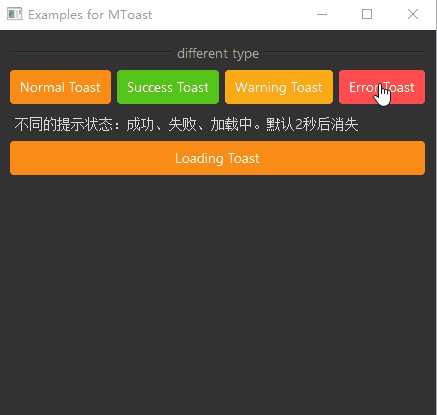 Examples for MToast
different type
Normal Toast Success Toast Warning Toast Error Toast
不同的提示状态：成功、失败、加载中。默认2秒后消失
Loading Toast